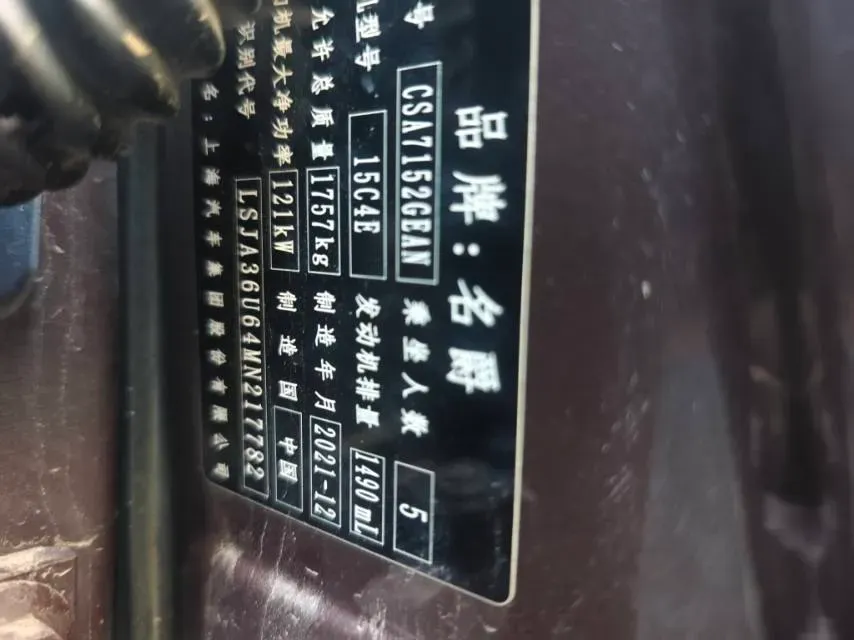 品牌:名爵
号 CSA7152GEAN 乘坐人数 5
型号 15C4E 发动机排量 1490 mL
允许总质量 1757kg 制造年月 2021-12
机最大净功率 121kW 制造国 中国
识别代号 LSJA36U64MN217782
名:上海汽车集团股份有限公司